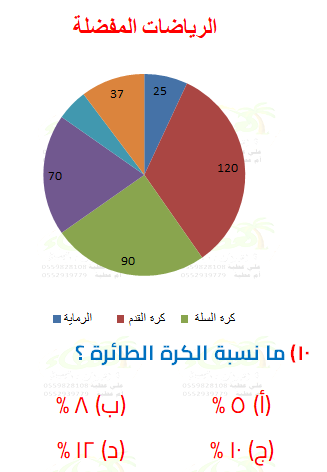 الرياضات المفضلة
37 25
120
70
90
كرة السلة كرة القدم الرماية
١٠) ما نسبة الكرة الطائرة ؟
(أ) ٥ % (ب) ٨ %
(ج) ١٠ % (د) ١٢ %